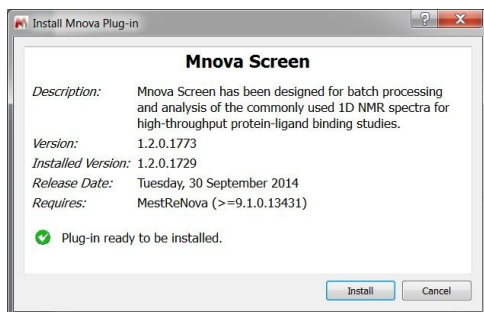 Install Mnova Plug-in
Mnova Screen
Description: Mnova Screen has been designed for batch processing
and analysis of the commonly used 1D NMR spectra for
high-throughput protein-ligand binding studies.
Version: 1.2.0.1773
Installed Version: 1.2.0.1729
Release Date: Tuesday, 30 September 2014
Requires: MestReNova (>=9.1.0.13431)
Plug-in ready to be installed.
Install Cancel